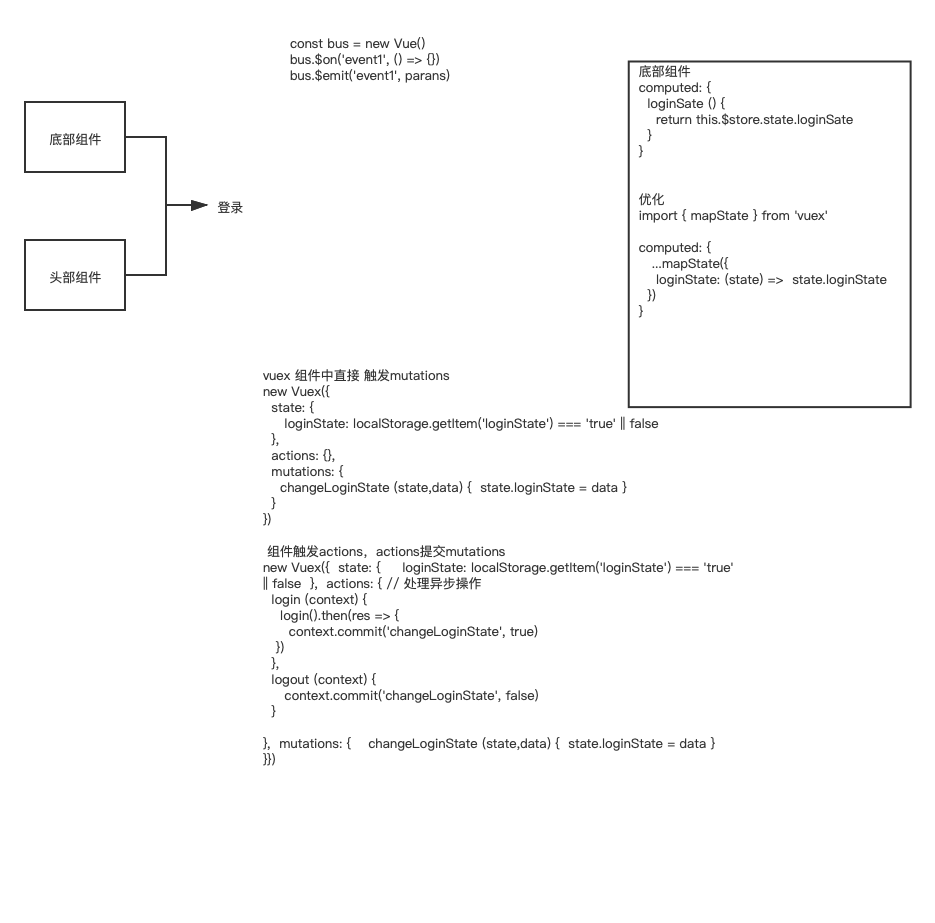 const bus = new Vue()
bus.$on('event1', () => {})
bus.$emit('event1', params)
底部组件
头部组件
登录
底部组件
computed: {
loginSate () {
return this.$store.state.loginSate
}
}
优化
import { mapState } from 'vuex'
computed: {
...mapState({
loginState: (state) => state.loginState
})
}
vuex 组件中直接 触发mutations
new Vuex({
state: {
loginState: localStorage.getItem('loginState') === 'true' || false
},
actions: {},
mutations: {
changeLoginState (state,data) { state.loginState = data }
}
})
组件触发actions，actions提交mutations
new Vuex({ state: { loginState: localStorage.getItem('loginState') === 'true'
|| false }, actions: { // 处理异步操作
login (context) {
login().then(res => {
context.commit('changeLoginState', true)
})
},
logout (context) {
context.commit('changeLoginState', false)
}
}, mutations: { changeLoginState (state,data) { state.loginState = data }
}})